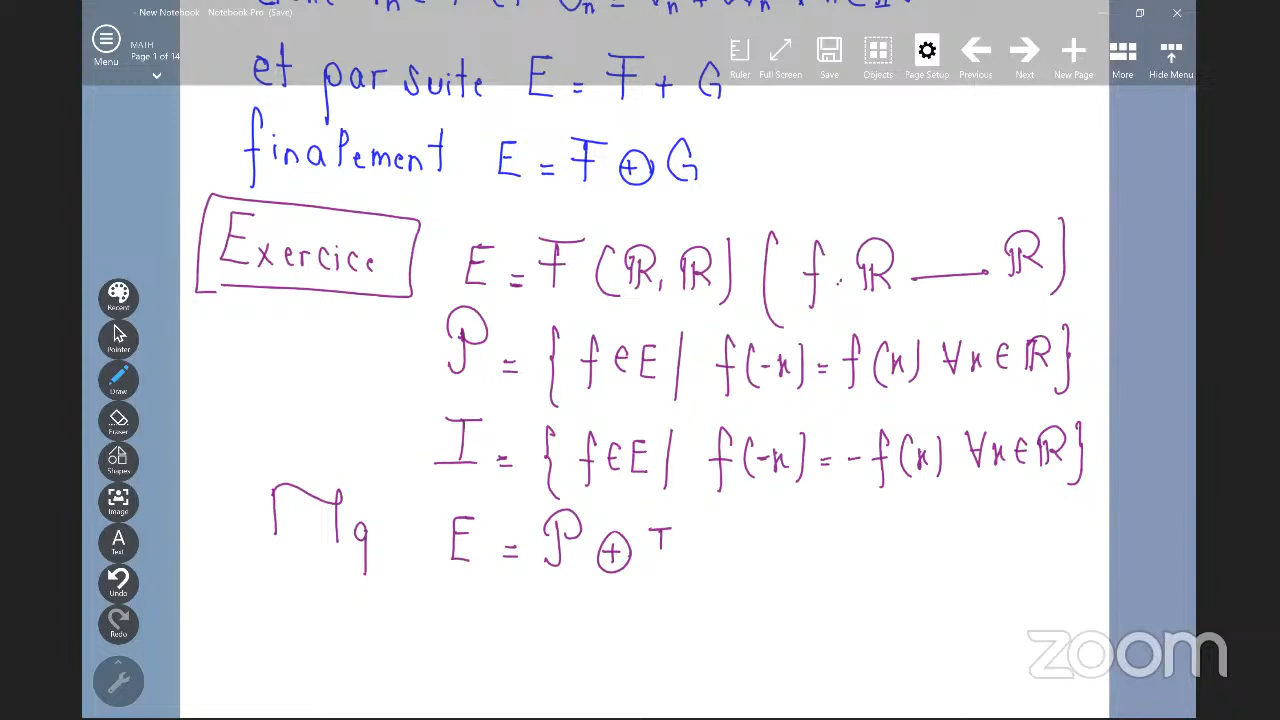 - New Notebook - Notebook Pro (Save)
Menu
MATH
Page 1 of 14
Ruler
Full Screen
Save
Objects
Page Setup
Previous
Next
New Page
More
Hide Menu
et par suite E = F + G
finalement E = F ⊕ G
Exercice E = F(ℝ, ℝ) (f. ℝ — ℝ)
P = { f ∈ E | f(-x) = f(x) ∀x ∈ ℝ }
I = { f ∈ E | f(-x) = -f(x) ∀x ∈ ℝ }
Mq E = P ⊕ I
Recent
Pointer
Draw
Eraser
Shapes
Image
Text
Undo
Redo
zoom